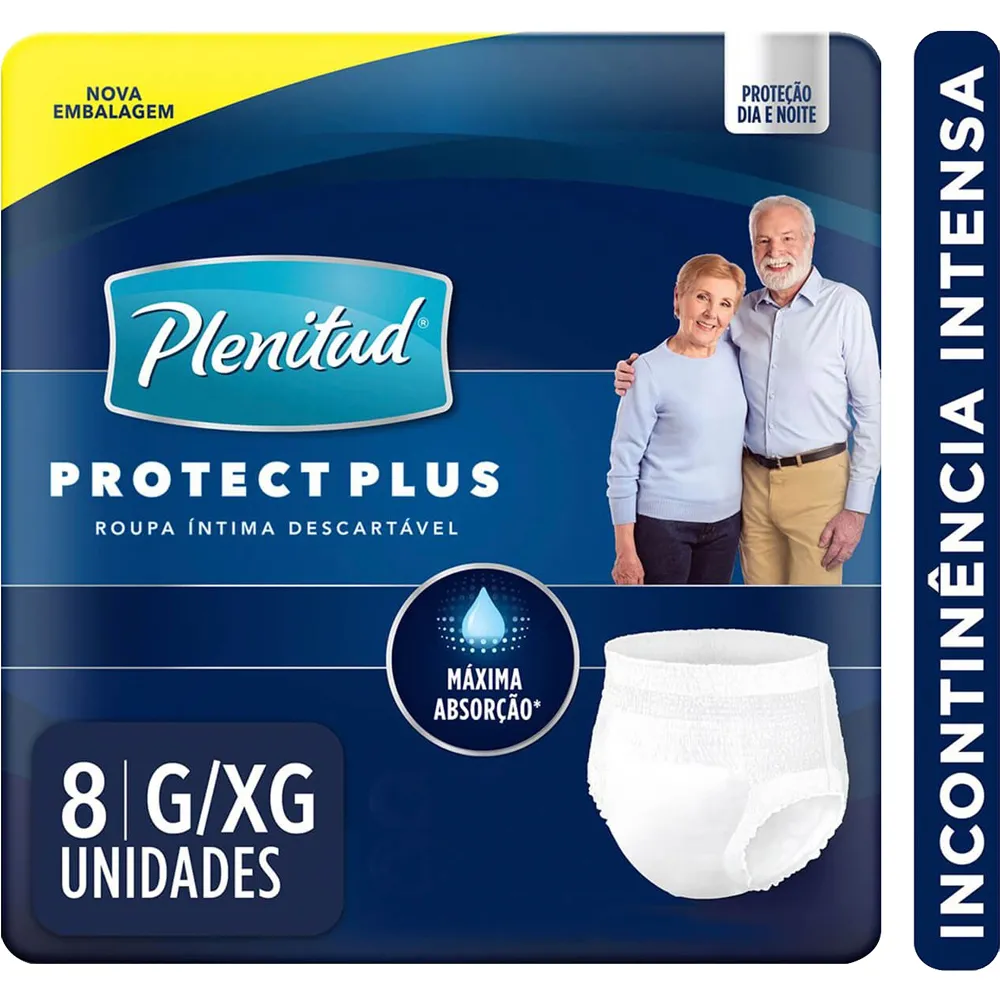 NOVA
EMBALAGEM
PROTEÇÃO
DIA E NOITE
Plenitud®
PROTECT PLUS
ROUPA ÍNTIMA DESCARTÁVEL
MÁXIMA
ABSORÇÃO*
8 | G/XG
UNIDADES
INCONTINÊNCIA INTENSA